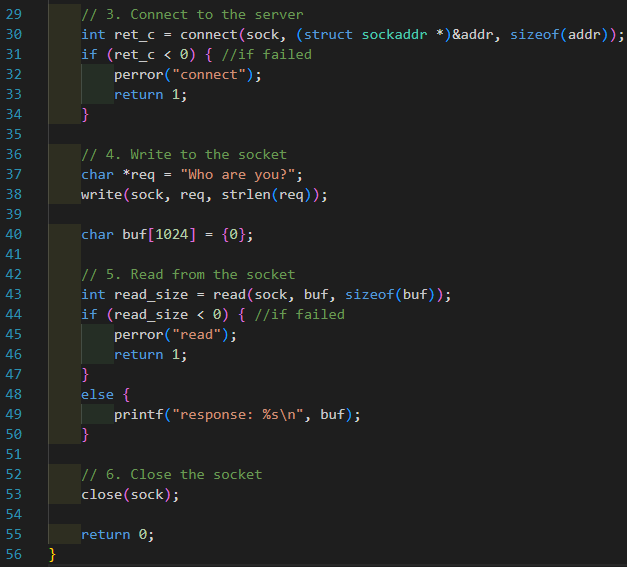 29 // 3. Connect to the server
30 int ret_c = connect(sock, (struct sockaddr *)&addr, sizeof(addr));
31 if (ret_c < 0) { //if failed
32 perror("connect");
33 return 1;
34 }
35
36 // 4. Write to the socket
37 char *req = "Who are you?";
38 write(sock, req, strlen(req));
39
40 char buf[1024] = {0};
41
42 // 5. Read from the socket
43 int read_size = read(sock, buf, sizeof(buf));
44 if (read_size < 0) { //if failed
45 perror("read");
46 return 1;
47 }
48 else {
49 printf("response: %s\n", buf);
50 }
51
52 // 6. Close the socket
53 close(sock);
54
55 return 0;
56 }